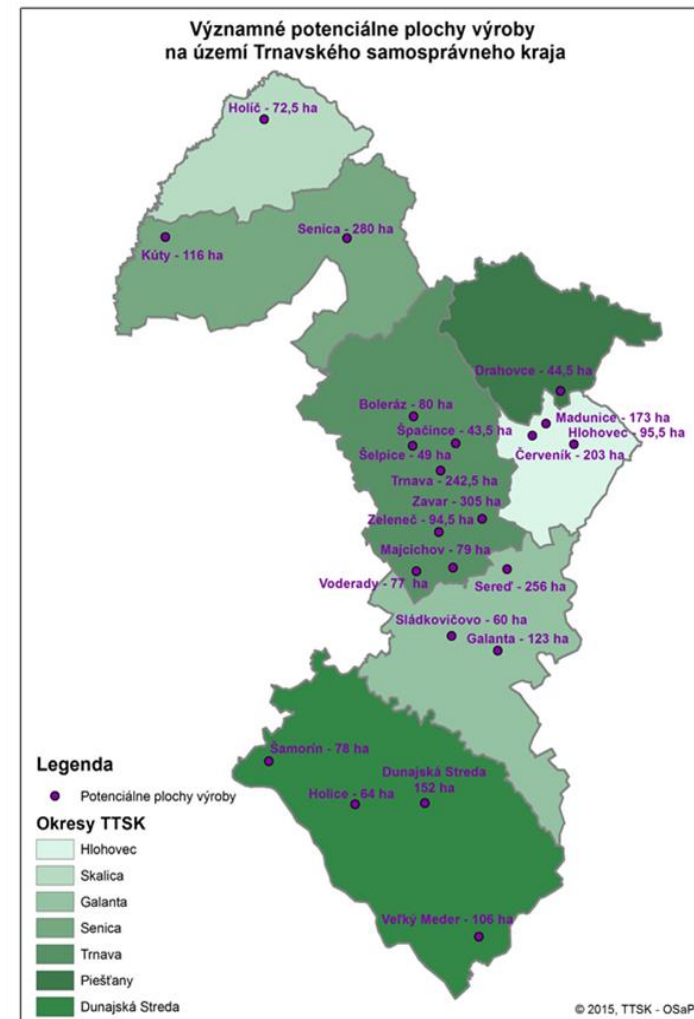 Významné potenciálne plochy výroby
na území Trnavského samosprávneho kraja
Holíč - 72,5 ha
Senica - 280 ha
Kúty - 116 ha
Drahovce - 44,5 ha
Boleráz - 80 ha
Madunice - 173 ha
Špačince - 43,5 ha
Hlohovec - 95,5 ha
Šelpice - 49 ha
Červeník - 203 ha
Trnava - 242,5 ha
Zavar - 305 ha
Zeleneč - 94,5 ha
Majcichov - 79 ha
Voderady - 77 ha
Sereď - 256 ha
Sládkovičovo - 60 ha
Galanta - 123 ha
Šamorín - 78 ha
Dunajská Streda
152 ha
Holice - 64 ha
Veľký Meder - 106 ha
Legenda
Potenciálne plochy výroby
Okresy TTSK
Hlohovec
Skalica
Galanta
Senica
Trnava
Piešťany
Dunajská Streda
© 2015, TTSK - OSaP